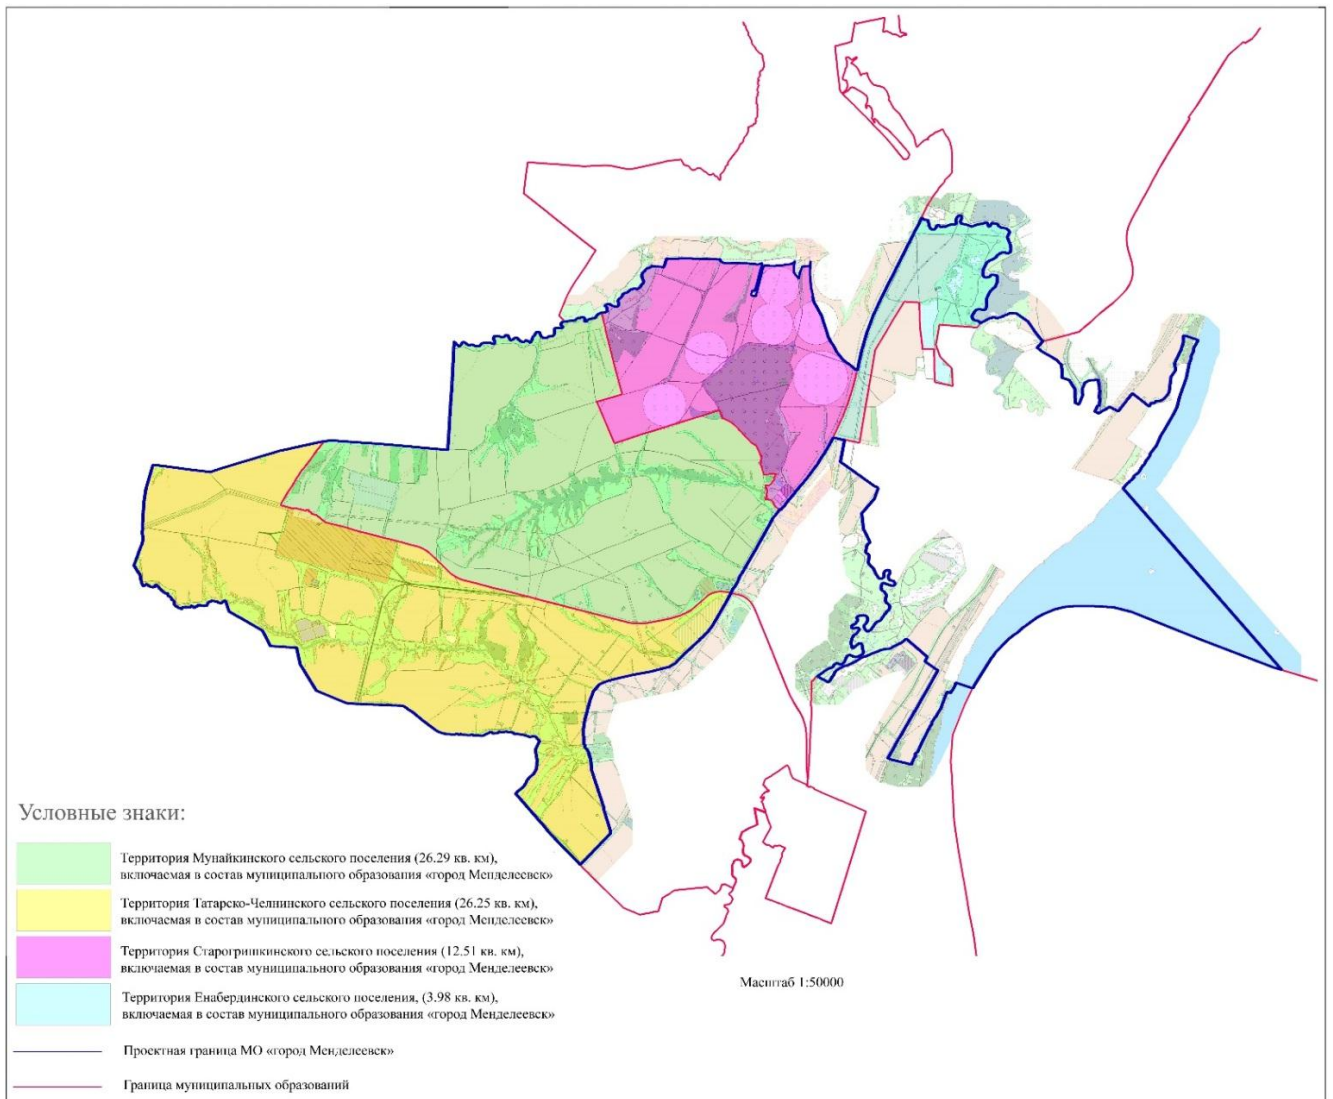 Условные знаки:
Территория Мунайкинского сельского поселения (26.29 кв. км),
включаемая в состав муниципального образования «город Менделеевск»
Территория Татарско-Челнинского сельского поселения (26.25 кв. км),
включаемая в состав муниципального образования «город Менделеевск»
Территория Старогришкинского сельского поселения (12.51 кв. км),
включаемая в состав муниципального образования «город Менделеевск»
Территория Енабердинского сельского поселения, (3.98 кв. км),
включаемая в состав муниципального образования «город Менделеевск»
Проектная граница МО «город Менделеевск»
Граница муниципальных образований
Масштаб 1:50000